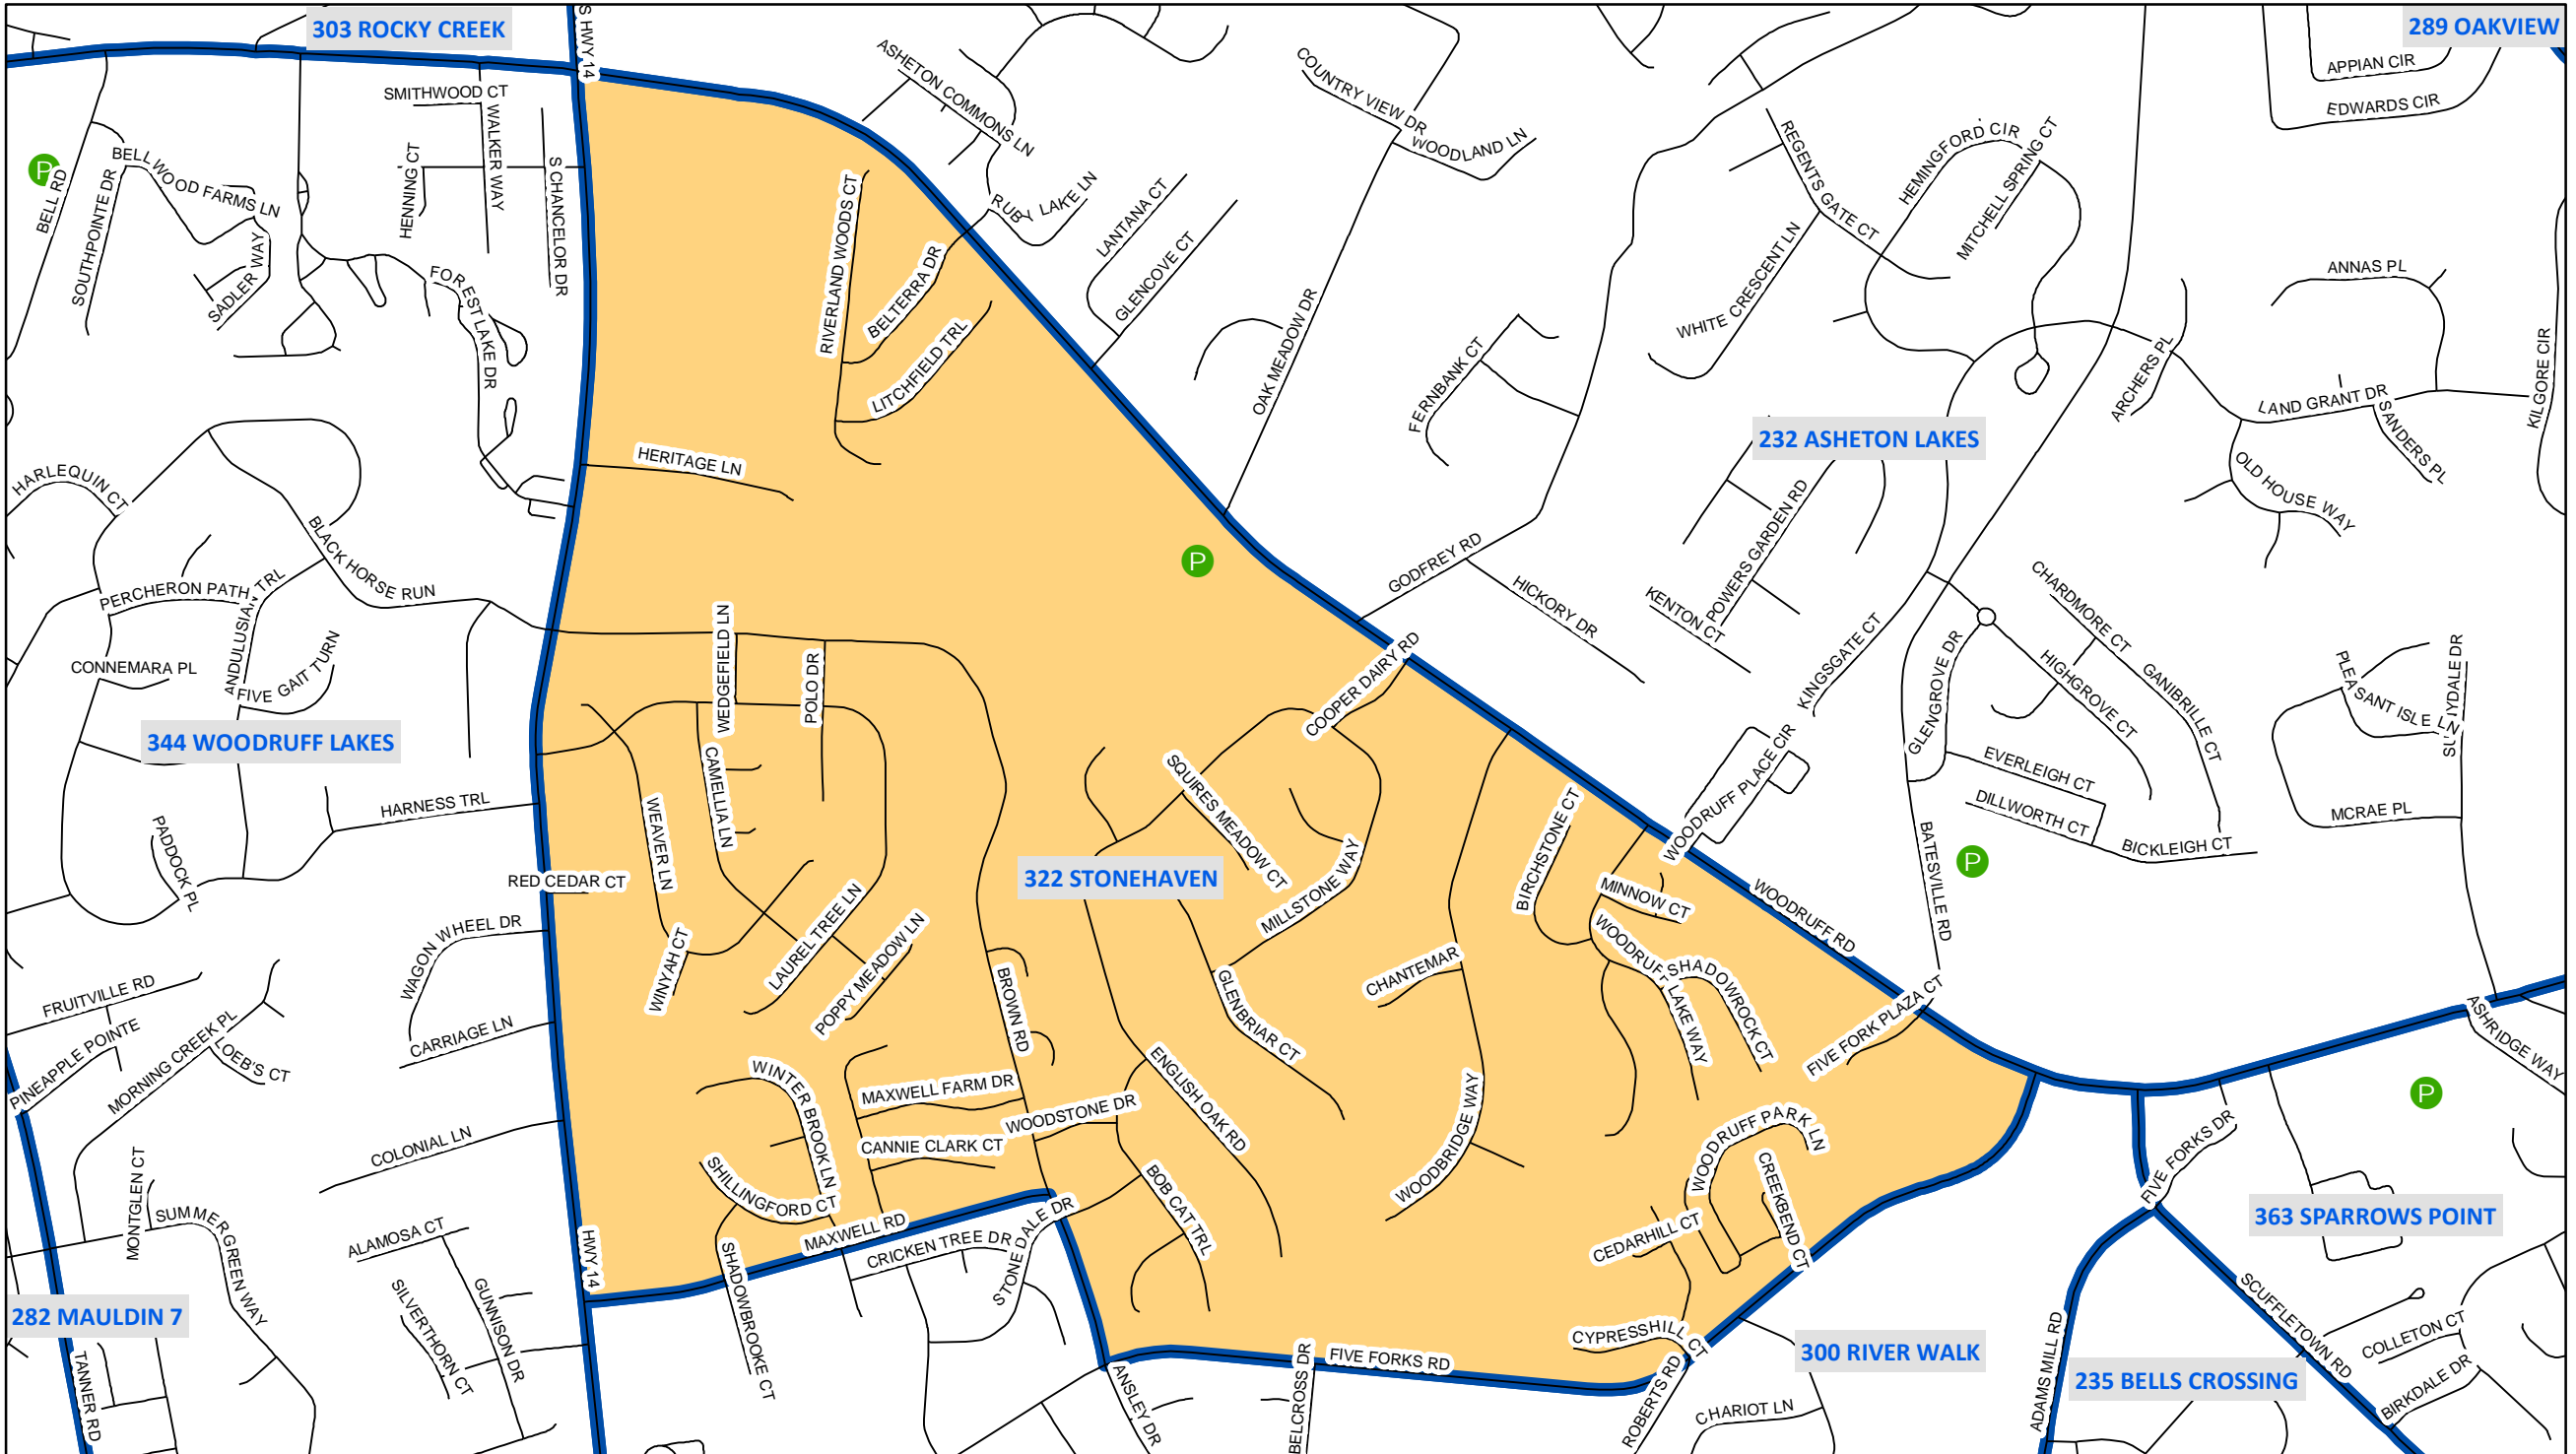 303 ROCKY CREEK
S HWY 14
289 OAKVIEW
APPIAN CIR
EDWARDS CIR
SMITHWOOD CT
WALKER WAY
HENNING CT
S CHANCELOR DR
ASHETON COMMONS LN
COUNTRY VIEW DR
WOODLAND LN
REGENTS GATE CT
HEMINGFORD CIR
MITCHELL SPRING CT
P
BELL RD
SOUTHPOINTE DR
BELLWOOD FARMS LN
SADLER WAY
FOREST LAKE DR
RIVERLAND WOODS CT
BELTERRA DR
LITCHFIELD TRL
RUBY LAKE LN
LANTANA CT
GLENCOVE CT
OAK MEADOW DR
WHITE CRESCENT LN
FERNBANK CT
ANNAS PL
ARCHERS PL
LAND GRANT DR
SANDERS PL
KILGORE CIR
OLD HOUSE WAY
232 ASHETON LAKES
HERITAGE LN
HARLEQUIN CT
BLACK HORSE RUN
PERCHERON PATH
ANDULUSIAN TRL
CONNEMARA PL
FIVE GAIT TURN
344 WOODRUFF LAKES
P
GODFREY RD
HICKORY DR
POWERS GARDEN RD
KENTON CT
KINGSGATE CT
CHARDMORE CT
GANIBRILLE CT
HIGHGROVE CT
GLENGROVE DR
EVERLEIGH CT
DILLWORTH CT
BICKLEIGH CT
PLEASANT ISLE LN
MCRAE PL
WEDGEFIELD LN
POLO DR
CAMELLIA LN
WEAVER LN
COOPER DAIRY RD
SQUIRES MEADOW CT
MILLSTONE WAY
BIRCHSTONE CT
WOODRUFF PLACE CIR
BATESVILLE RD
P
HARNESS TRL
PADDOCK PL
RED CEDAR CT
322 STONEHAVEN
MINNOW CT
WOODRUFF RD
WAGON WHEEL DR
WINYAH CT
LAUREL TREE LN
POPPY MEADOW LN
BROWN RD
GLENBRIAR CT
CHANTEMAR
WOODRUFF LAKE WAY
SHADOWROCK CT
FIVE FORK PLAZA CT
FRUITVILLE RD
PINEAPPLE POINTE
MORNING CREEK PL
LOEB'S CT
CARRIAGE LN
COLONIAL LN
WINTER BROOK LN
MAXWELL FARM DR
CANNIE CLARK CT
WOODSTONE DR
ENGLISH OAK RD
WOODBRIDGE WAY
WOODRUFF PARK LN
CREEKBEND CT
CEDARHILL CT
ASHRIDGE WAY
P
FIVE FORKS DR
363 SPARROWS POINT
MONTGLEN CT
SUMMERGREEN WAY
ALAMOSA CT
SILVERTHORN CT
GUNNISON DR
HWY 14
SHILLINGFORD CT
SHADOWBROOKE CT
MAXWELL RD
CRICKEN TREE DR
STONEDALE DR
BOB CAT TRL
282 MAULDIN 7
TANNER RD
ANSLEY DR
BELCROSS DR
FIVE FORKS RD
CYPRESSHILL CT
ROBERTS RD
300 RIVER WALK
CHARIOT LN
ADAMS MILL RD
235 BELLS CROSSING
SCUFFLETOWN RD
COLLETON CT
BIRKDALE DR